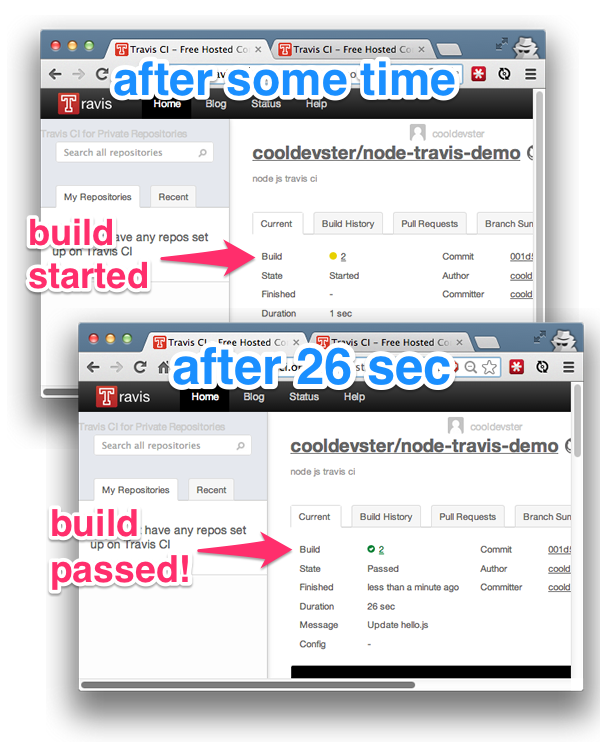 Travis CI – Free Hosted Co
Travis CI – Free Hosted Co
after some time
Travis
Home
Blog
Status
Help
Travis CI for Private Repositories
cooldevster
Search all repositories
cooldevster/node-travis-demo
node js travis ci
My Repositories
Recent
Current
Build History
Pull Requests
Branch Sum
build
started
have any repos set
up on Travis CI
Build
2
Commit
001d5
State
Started
Author
coold
Finished
-
Committer
coold
Duration
1 sec
Travis CI – Free Hosted Co
Travis CI – Free Hosted Co
after 26 sec
Travis
Home
Blog
Status
Help
Travis CI for Private Repositories
cooldevster
Search all repositories
cooldevster/node-travis-demo
node js travis ci
My Repositories
Recent
Current
Build History
Pull Requests
Branch Sum
build
passed!
have any repos set
up on Travis CI
Build
2
Commit
001d5
State
Passed
Author
coold
Finished
less than a minute ago
Committer
coold
Duration
26 sec
Message
Update hello.js
Config
-